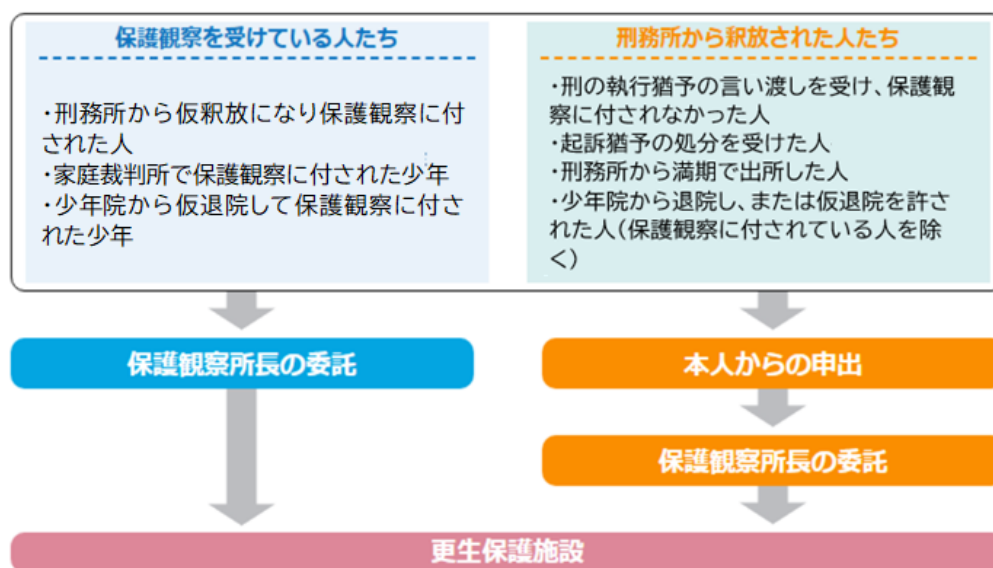 保護観察を受けている人たち
・刑務所から仮釈放になり保護観察に付
された人
・家庭裁判所で保護観察に付された少年
・少年院から仮退院して保護観察に付さ
れた少年
刑務所から釈放された人たち
・刑の執行猶予の言い渡しを受け、保護観
察に付されなかった人
・起訴猶予の処分を受けた人
・刑務所から満期で出所した人
・少年院から退院し、または仮退院を許さ
れた人(保護観察に付されている人を除
く)
保護観察所長の委託
本人からの申出
保護観察所長の委託
更生保護施設